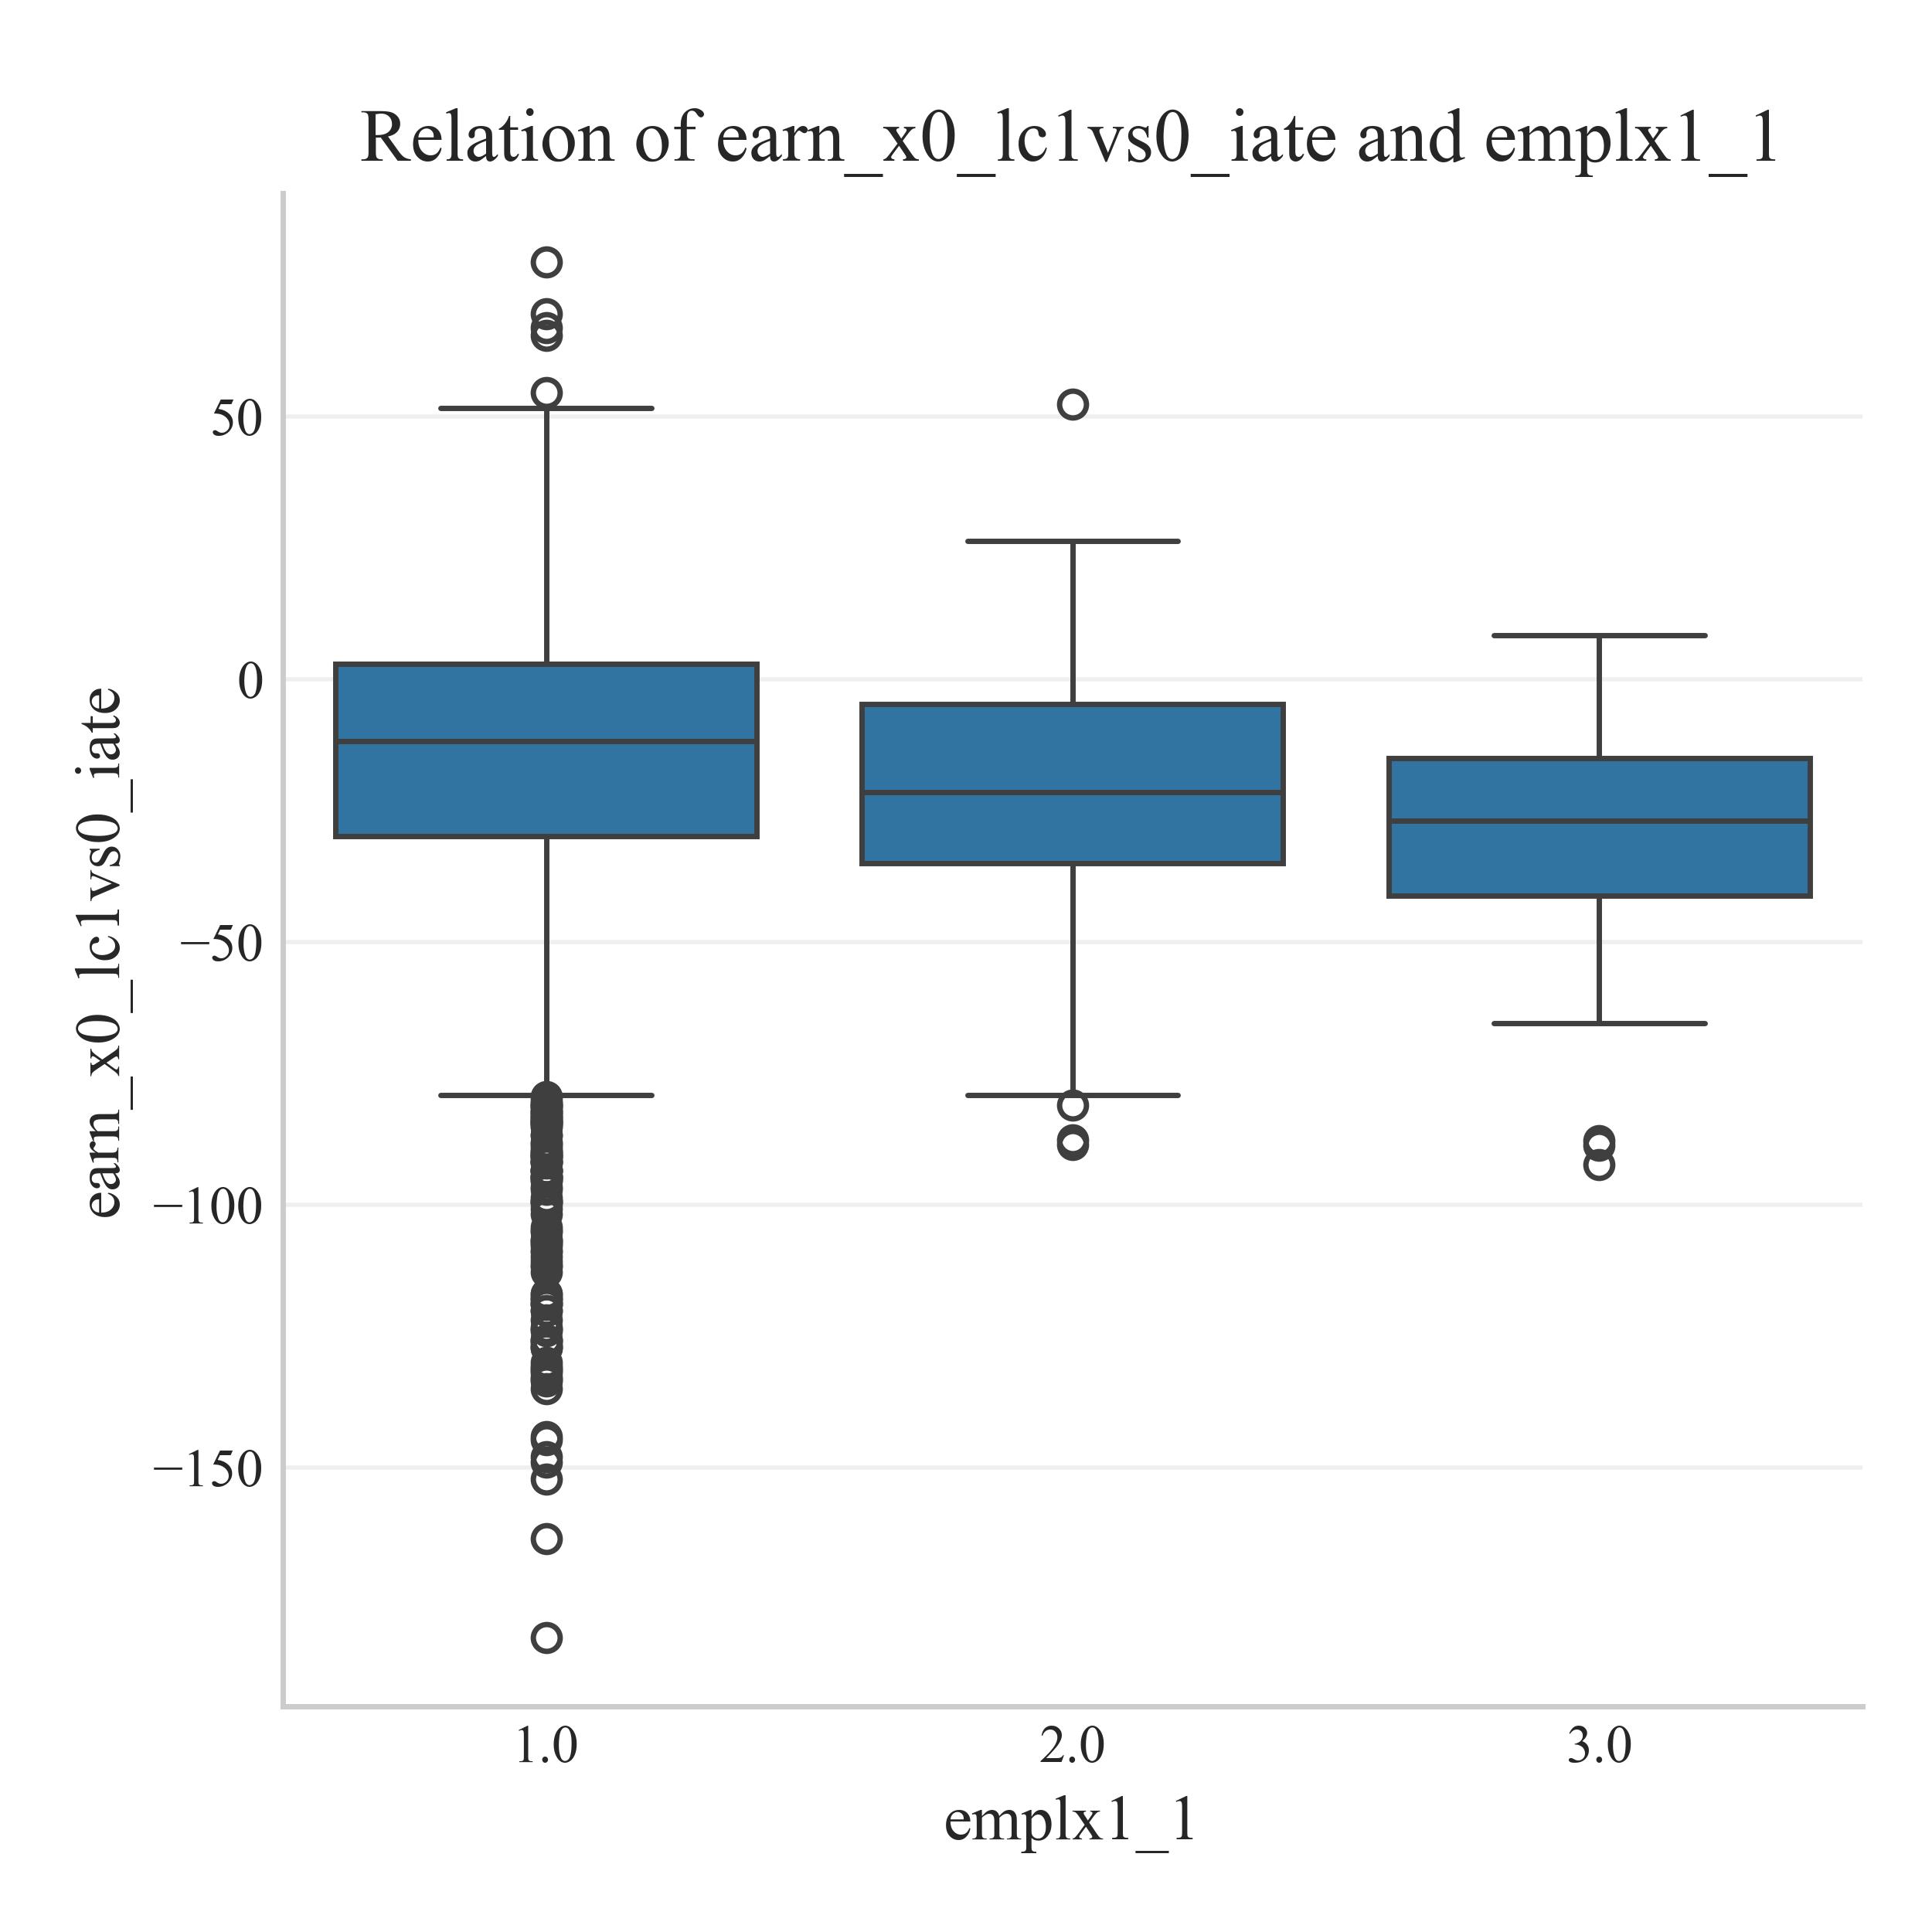 Relation of earn_x0_lc1vs0_iate and emplx1_1
earn_x0_lc1vs0_iate
50
0
−50
−100
−150
1.0 2.0 3.0
emplx1_1